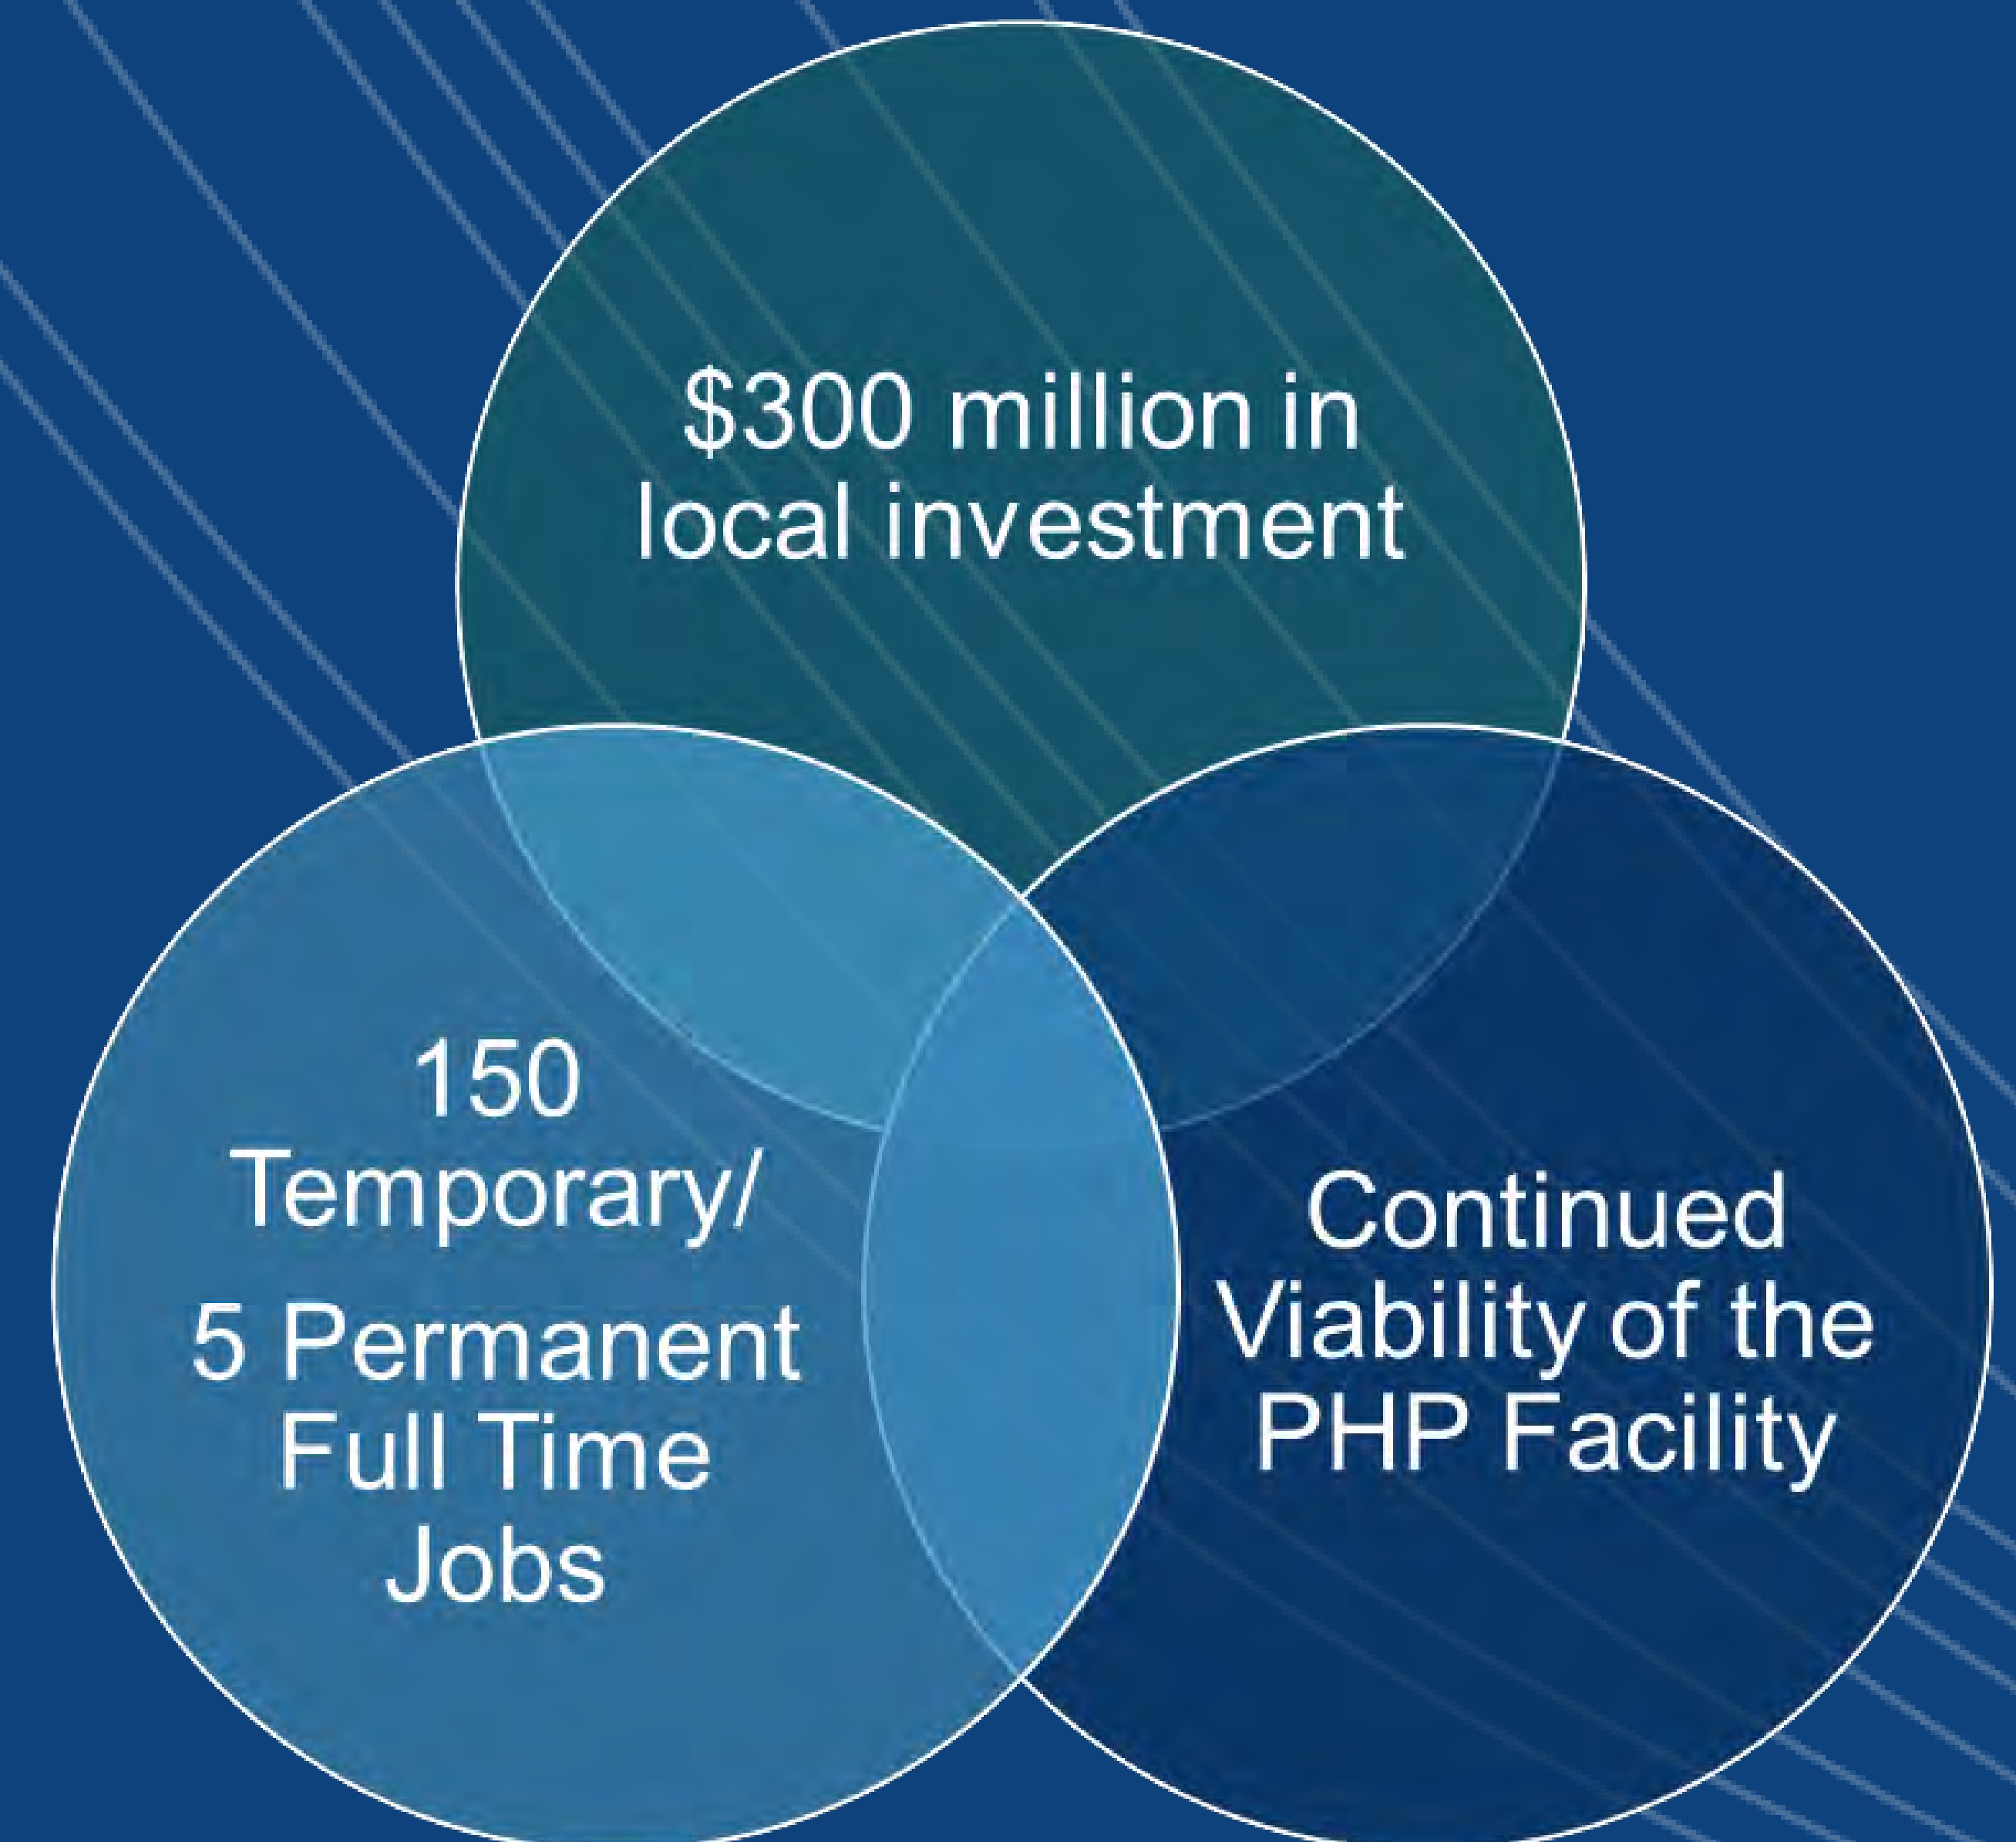 $300 million in
local investment
150
Temporary/
5 Permanent
Full Time
Jobs
Continued
Viability of the
PHP Facility